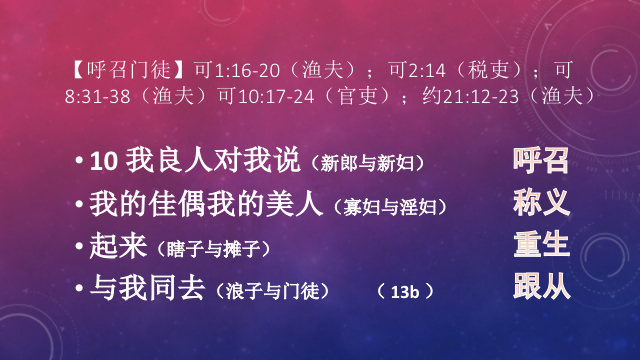 【呼召门徒】可1:16-20（渔夫）；可2:14（税吏）；可
8:31-38（渔夫）可10:17-24（官吏）；约21:12-23（渔夫）
• 10 我良人对我说（新郎与新妇） 呼召
• 我的佳偶我的美人（寡妇与淫妇） 称义
• 起来（瞎子与摊子） 重生
• 与我同去（浪子与门徒） （ 13b ） 跟从